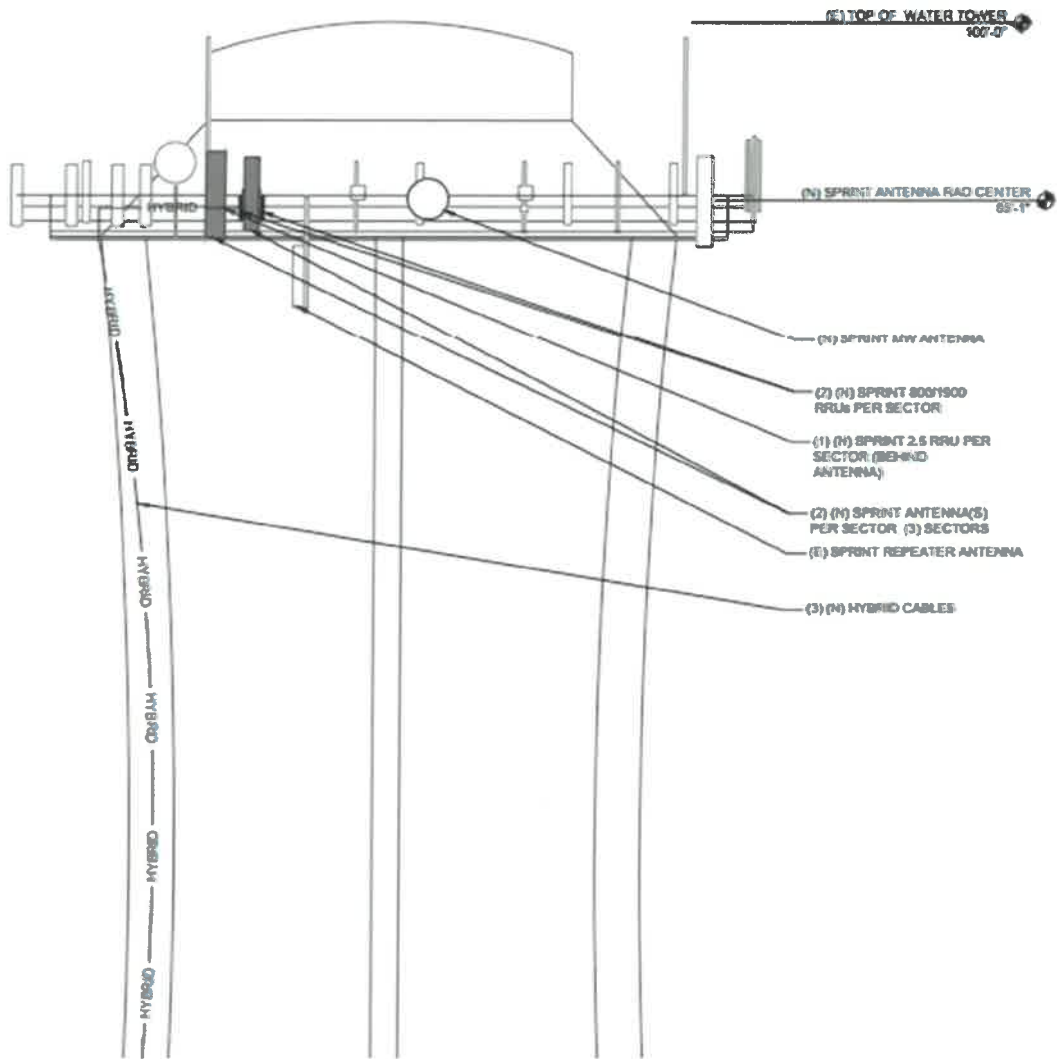 (E) TOP OF WATER TOWER
100'-0"
(N) SPRINT ANTENNA RAD CENTER
HYBRID
HYBRID
HYBRID
(N) SPRINT MW ANTENNA
(2) (N) SPRINT 800/1900
RRUs PER SECTOR
(1) (N) SPRINT 2.5 RRU PER
SECTOR (BEHIND
ANTENNA)
(2) (N) SPRINT ANTENNA(S)
PER SECTOR (3) SECTORS
(E) SPRINT REPEATER ANTENNA
HYBRID
(3) (N) HYBRID CABLES
HYBRID
HYBRID
HYBRID